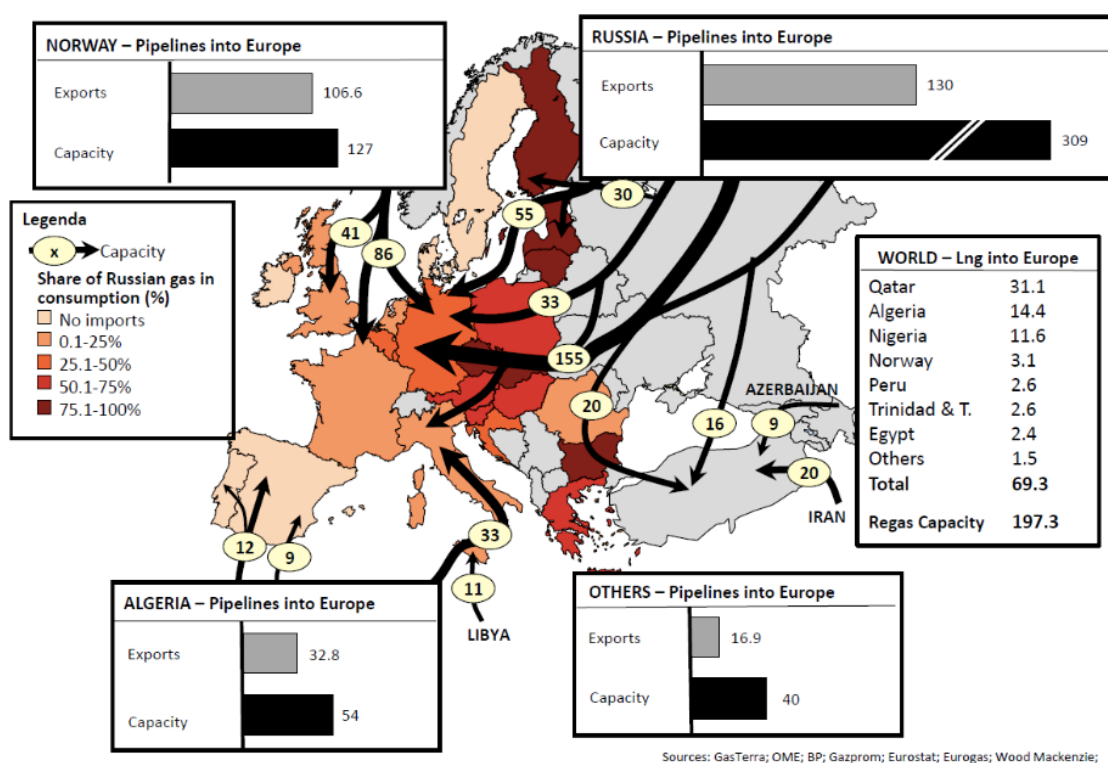 NORWAY – Pipelines into Europe
Exports
106.6
Capacity
127
RUSSIA – Pipelines into Europe
Exports
130
Capacity
309
Legenda
x
Capacity
Share of Russian gas in
consumption (%)
No imports
0.1-25%
25.1-50%
50.1-75%
75.1-100%
41
86
55
30
33
155
20
16
9
20
AZERBAIJAN
IRAN
12
9
33
11
LIBYA
WORLD – Lng into Europe
Qatar 31.1
Algeria 14.4
Nigeria 11.6
Norway 3.1
Peru 2.6
Trinidad & T. 2.6
Egypt 2.4
Others 1.5
Total 69.3
Regas Capacity 197.3
ALGERIA – Pipelines into Europe
Exports
32.8
Capacity
54
OTHERS – Pipelines into Europe
Exports
16.9
Capacity
40
Sources: GasTerra; OME; BP; Gazprom; Eurostat; Eurogas; Wood Mackenzie;